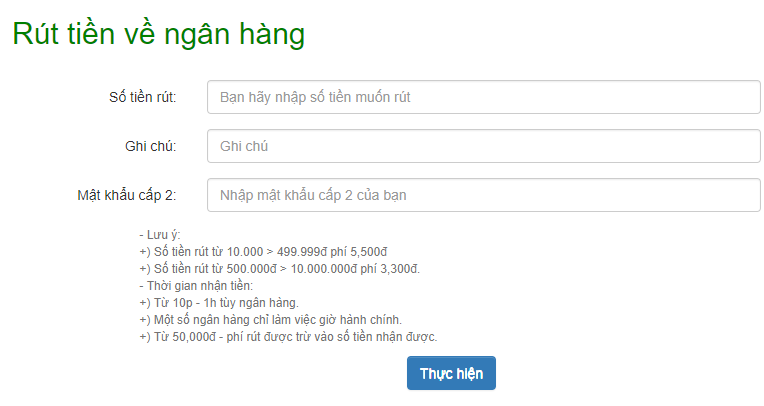 Rút tiền về ngân hàng
Số tiền rút: Bạn hãy nhập số tiền muốn rút
Ghi chú: Ghi chú
Mật khẩu cấp 2: Nhập mật khẩu cấp 2 của bạn
- Lưu ý:
+) Số tiền rút từ 10.000 > 499.999đ phí 5,500đ
+) Số tiền rút từ 500.000đ > 10.000.000đ phí 3,300đ.
- Thời gian nhận tiền:
+) Từ 10p - 1h tùy ngân hàng.
+) Một số ngân hàng chỉ làm việc giờ hành chính.
+) Từ 50,000đ - phí rút được trừ vào số tiền nhận được.
Thực hiện